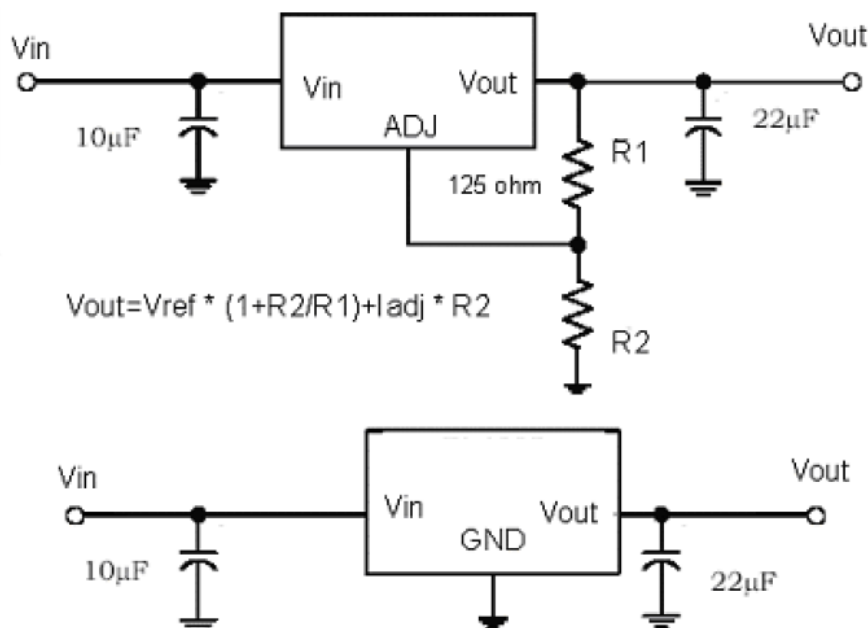 Vin
Vout
Vin
Vout
ADJ
10µF
22µF
R1
125 ohm
Vout=Vref * (1+R2/R1)+Iadj * R2
R2
Vin
Vout
Vin
Vout
GND
10µF
22µF